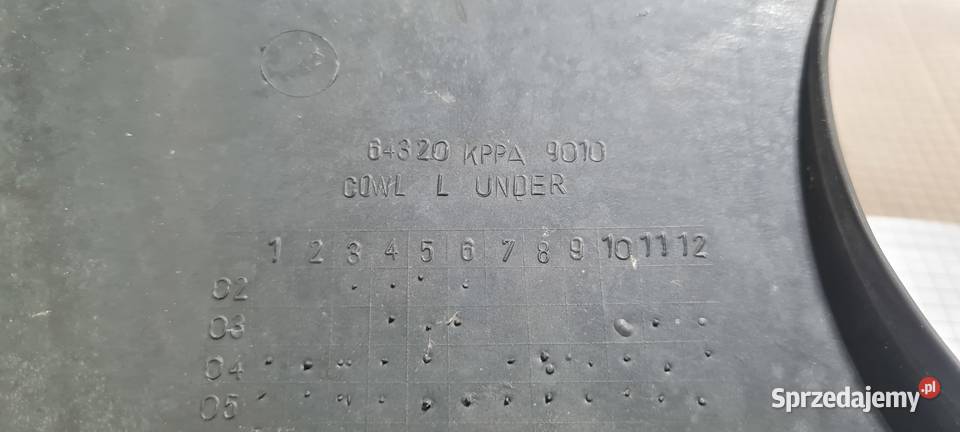 64320 KPPA 9010
COWL L UNDER
1 2 3 4 5 6 7 8 9 10 11 12
02
03
04
05
Sprzedajemy.pl